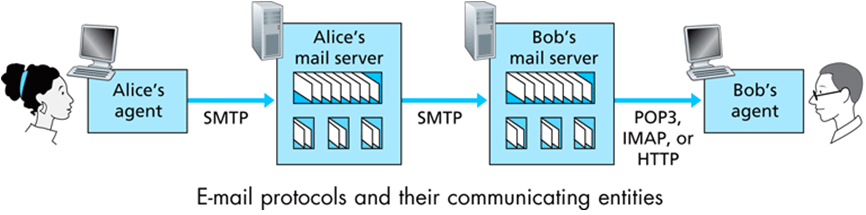 Alice's
agent
SMTP
Alice's
mail server
SMTP
Bob's
mail server
POP3,
IMAP, or
HTTP
Bob's
agent
E-mail protocols and their communicating entities